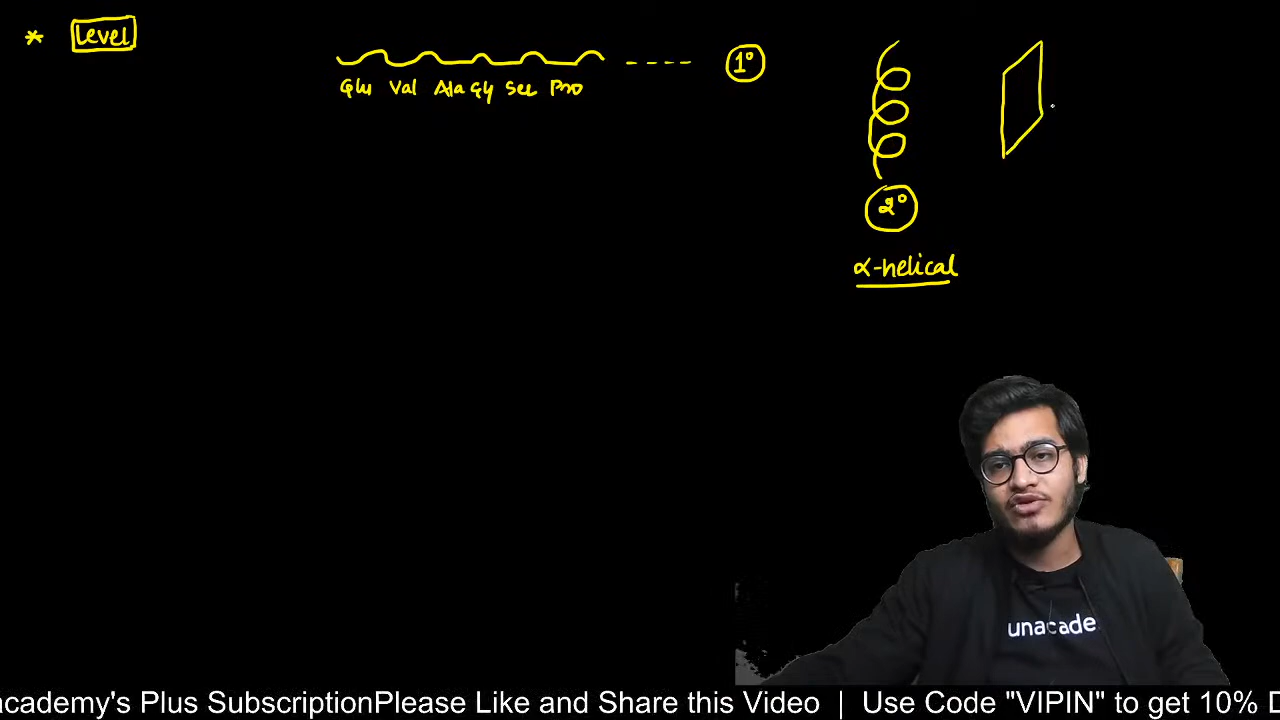 * Level
Glu Val Ala Gly Ser Pro
1°
2°
α-helical
unacade
academy's Plus SubscriptionPlease Like and Share this Video | Use Code "VIPIN" to get 10% D